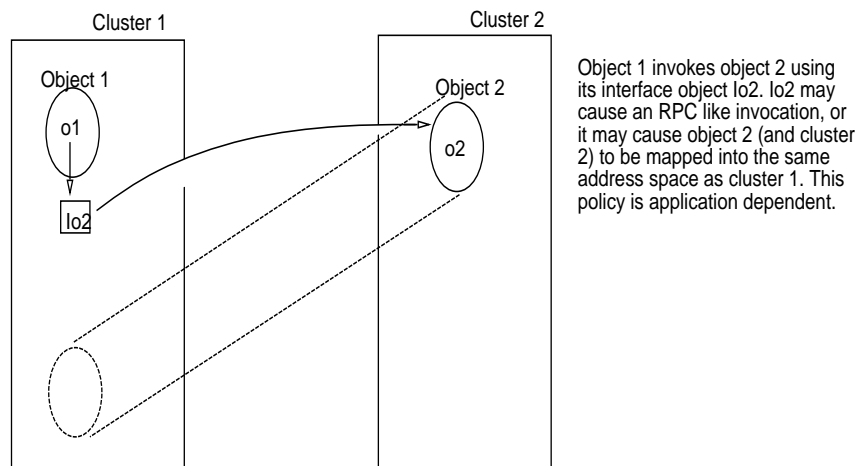 Cluster 1
Cluster 2
Object 1
Object 2
o1
o2
Io2
Object 1 invokes object 2 using
its interface object Io2. Io2 may
cause an RPC like invocation, or
it may cause object 2 (and cluster
2) to be mapped into the same
address space as cluster 1. This
policy is application dependent.